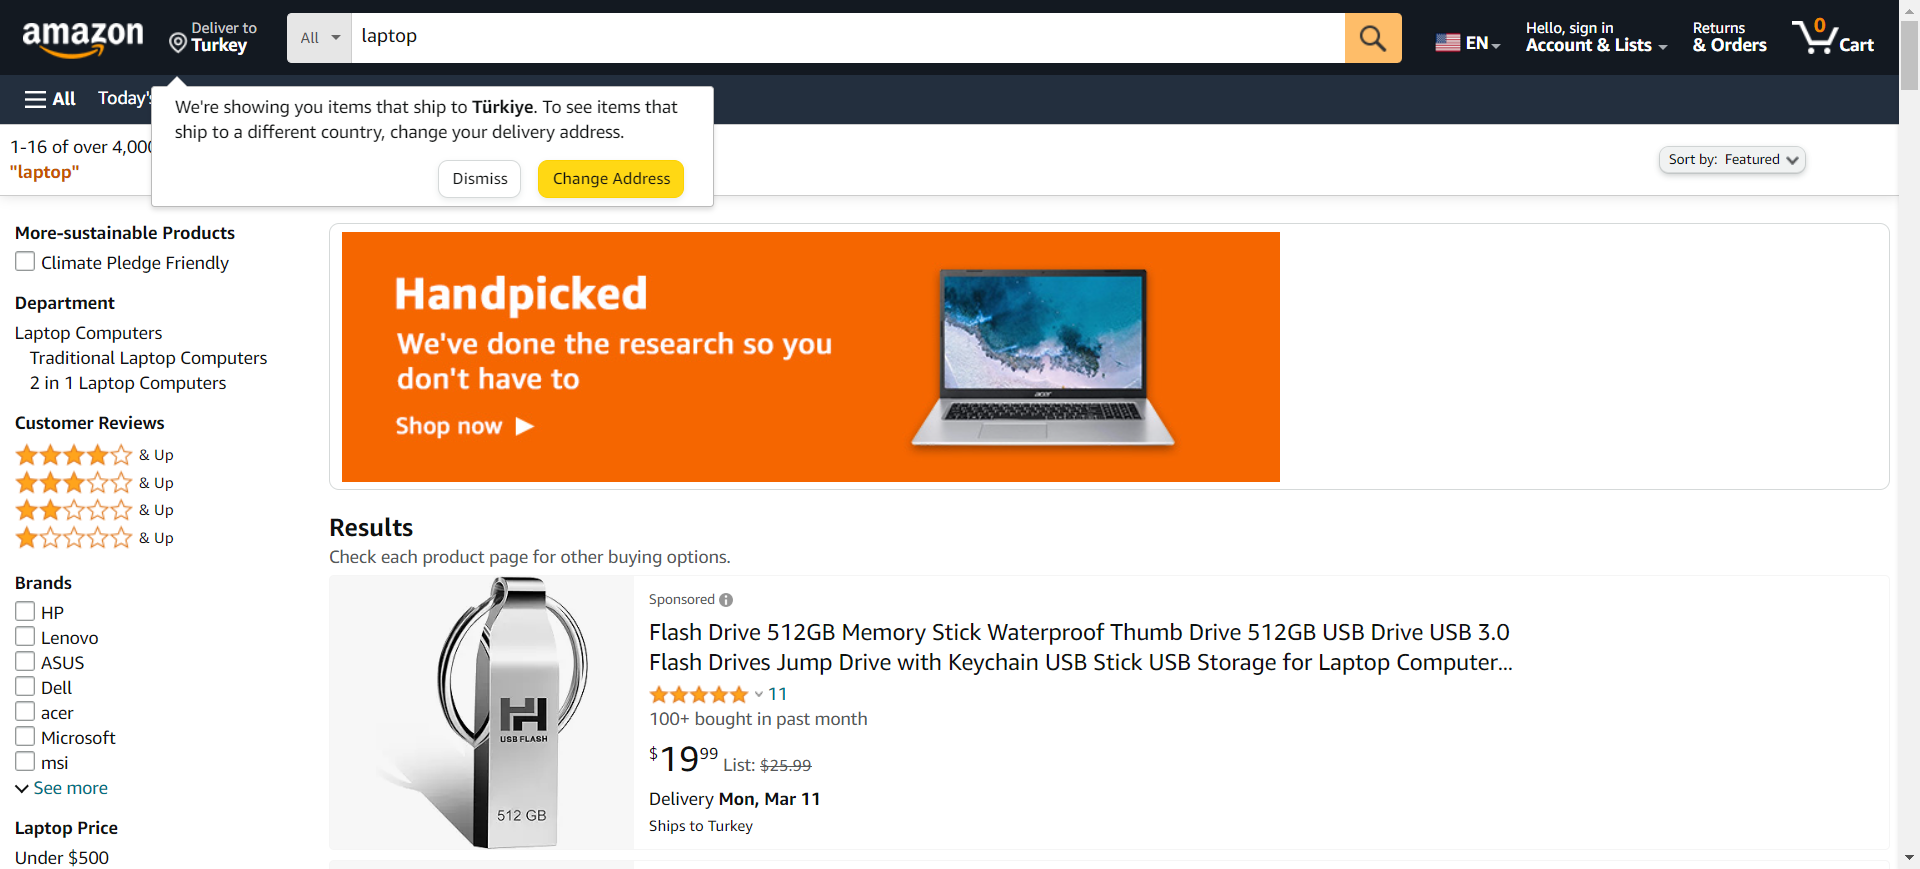 amazon
Deliver to
Turkey
All
laptop
EN
Hello, sign in
Account & Lists
Returns
& Orders
0
Cart
All
Today's
We're showing you items that ship to Türkiye. To see items that
ship to a different country, change your delivery address.
Dismiss
Change Address
1-16 of over 4,000
"laptop"
Sort by: Featured
More-sustainable Products
Climate Pledge Friendly
Department
Laptop Computers
Traditional Laptop Computers
2 in 1 Laptop Computers
Customer Reviews
& Up
& Up
& Up
& Up
Brands
HP
Lenovo
ASUS
Dell
acer
Microsoft
msi
See more
Laptop Price
Under $500
Handpicked
We've done the research so you
don't have to
Shop now
acer
Results
Check each product page for other buying options.
USB FLASH
512 GB
Sponsored
Flash Drive 512GB Memory Stick Waterproof Thumb Drive 512GB USB Drive USB 3.0
Flash Drives Jump Drive with Keychain USB Stick USB Storage for Laptop Computer...
11
100+ bought in past month
$19.99 List: $25.99
Delivery Mon, Mar 11
Ships to Turkey